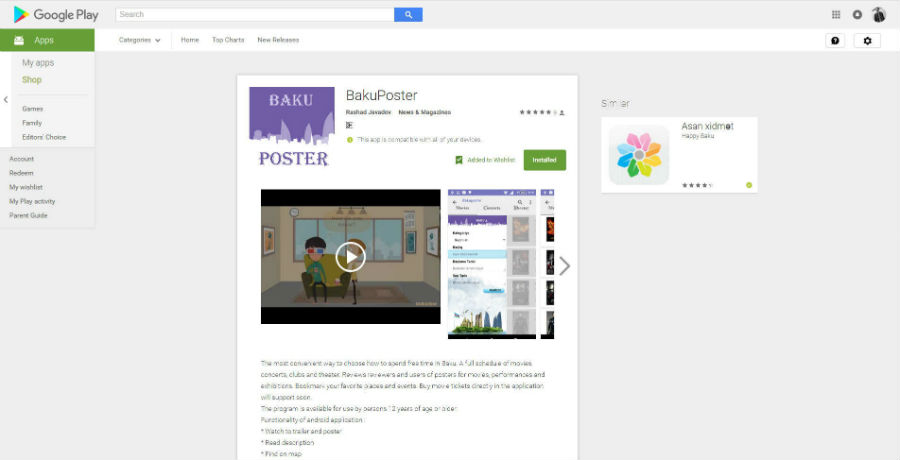 Google Play
Search
Apps
Categories
Home
Top Charts
New Releases
My apps
Shop
Games
Family
Editors' Choice
Account
Redeem
My wishlist
My Play activity
Parent Guide
BAKU
POSTER
BakuPoster
Rashad Javadov News & Magazines
This app is compatible with all of your devices.
Added to Wishlist
Installed
Similar
Asan xidmət
Happy Baku
The most convenient way to choose how to spend free time in Baku. A full schedule of movies,
concerts, clubs and theater. Reviews reviewers and users of posters for movies, performances and
exhibitions. Bookmark your favorite places and events. Buy movie tickets directly in the application
will support soon.
The program is available for use by persons 12 years of age or older.
Functionality of android application :
* Watch to trailer and poster
* Read description
* Find on map